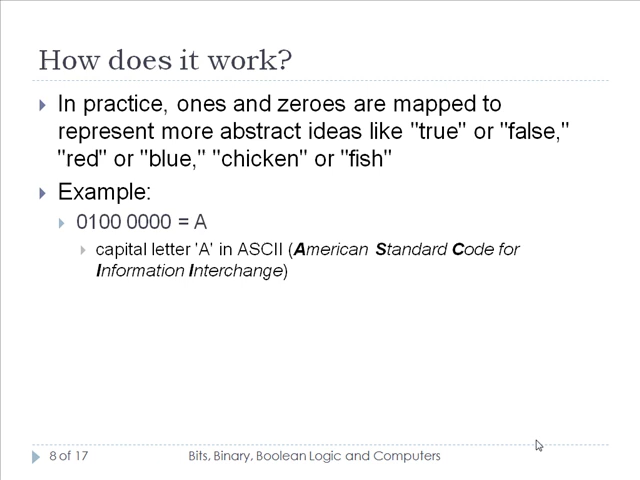 How does it work?
In practice, ones and zeroes are mapped to
represent more abstract ideas like "true" or "false,"
"red" or "blue," "chicken" or "fish"
Example:
0100 0000 = A
capital letter 'A' in ASCII (American Standard Code for
Information Interchange)
8 of 17
Bits, Binary, Boolean Logic and Computers